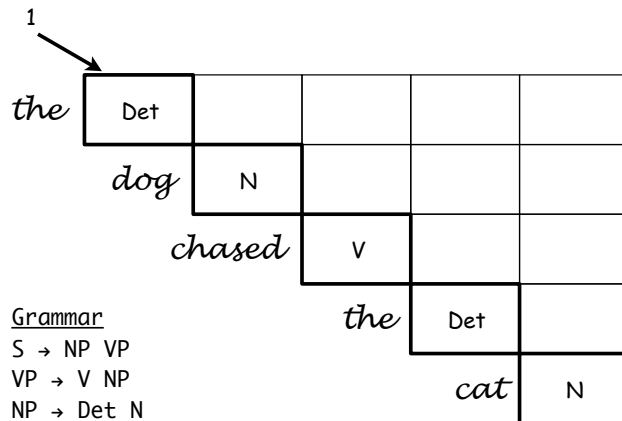 1
the Det
dog N
chased V
the Det
cat N
Grammar
S → NP VP
VP → V NP
NP → Det N